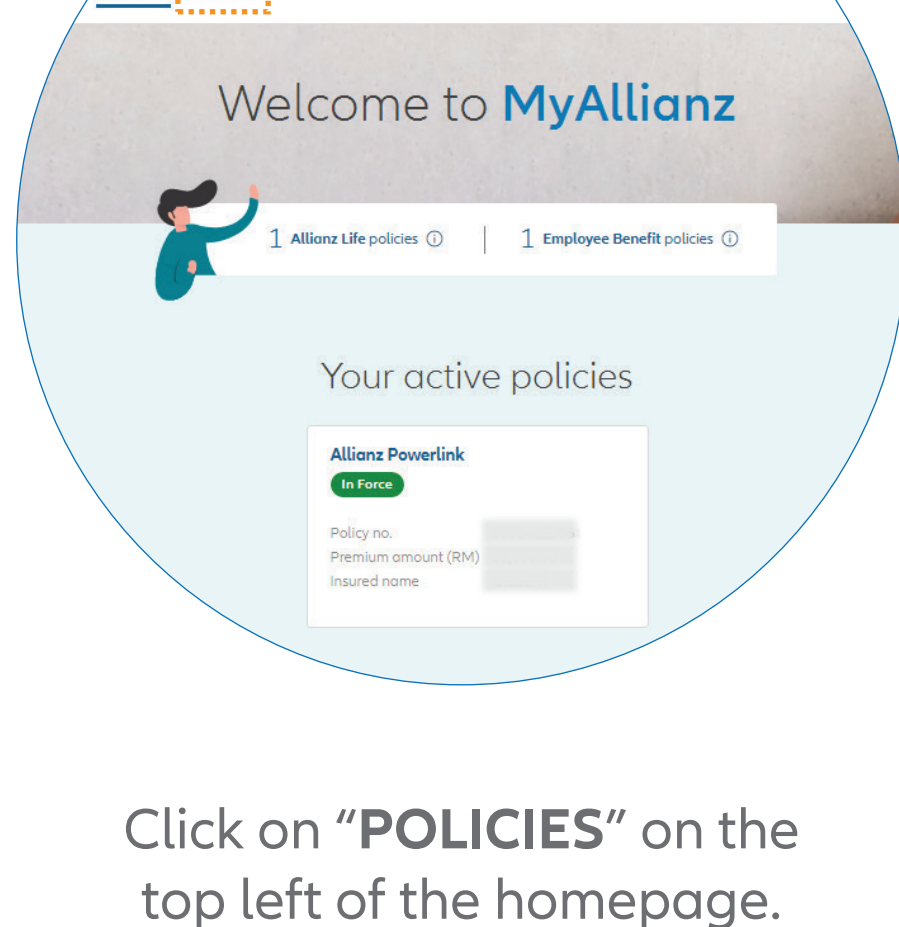 Welcome to MyAllianz
1 Allianz Life policies 1 Employee Benefit policies
Your active policies
Allianz Powerlink
In Force
Policy no.
Premium amount (RM)
Insured name
Click on "POLICIES" on the
top left of the homepage.